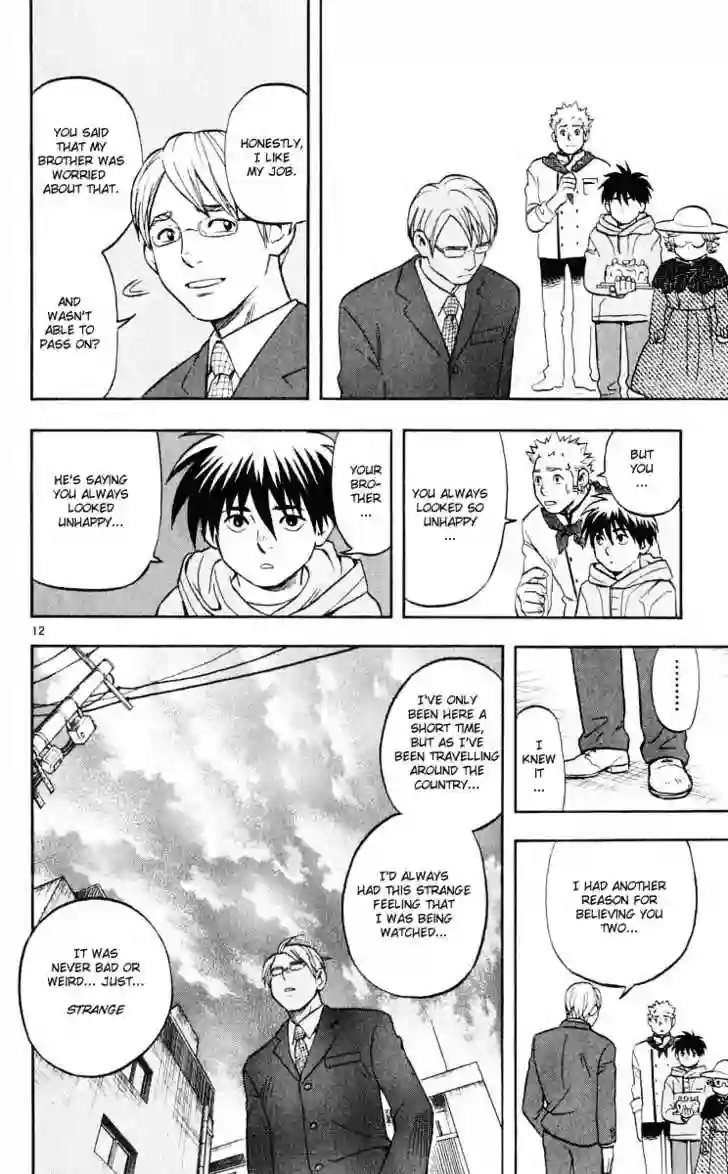 HONESTLY,
I LIKE
MY JOB.
YOU SAID
THAT MY
BROTHER WAS
WORRIED
ABOUT THAT.
AND
WASN'T
ABLE TO
PASS ON?
BUT
YOU
...
YOU ALWAYS
LOOKED SO
UNHAPPY
...
YOUR
BRO-
THER
...
HE'S SAYING
YOU ALWAYS
LOOKED
UNHAPPY...
12
........
I
KNEW
IT
...
I HAD ANOTHER
REASON FOR
BELIEVING YOU
TWO...
I'VE ONLY
BEEN HERE A
SHORT TIME,
BUT AS I'VE
BEEN TRAVELLING
AROUND THE
COUNTRY...
I'D ALWAYS
HAD THIS STRANGE
FEELING THAT
I WAS BEING
WATCHED...
IT WAS
NEVER BAD OR
WEIRD... JUST...
STRANGE